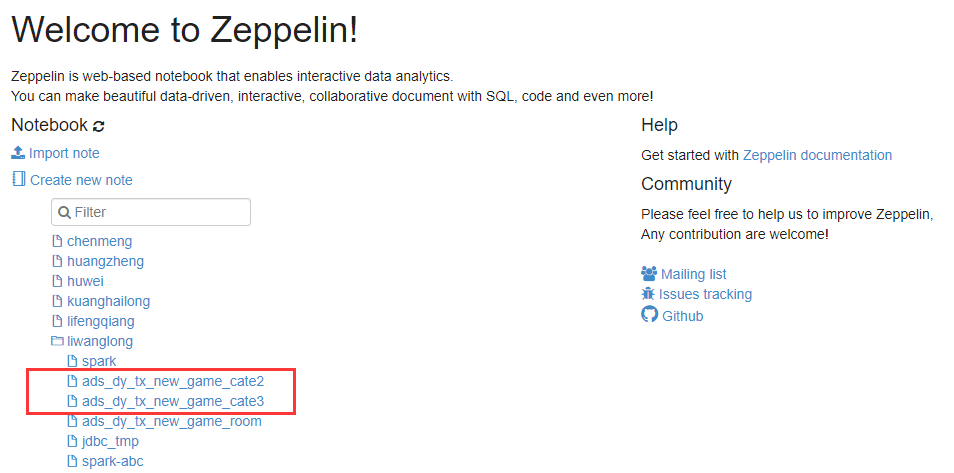 Welcome to Zeppelin!
Zeppelin is web-based notebook that enables interactive data analytics.
You can make beautiful data-driven, interactive, collaborative document with SQL, code and even more!
Notebook
Import note
Create new note
Filter
chenmeng
huangzheng
huwei
kuanghailong
lifengqiang
liwanglong
spark
ads_dy_tx_new_game_cate2
ads_dy_tx_new_game_cate3
ads_dy_tx_new_game_room
jdbc_tmp
spark-abc
Help
Get started with Zeppelin documentation
Community
Please feel free to help us to improve Zeppelin,
Any contribution are welcome!
Mailing list
Issues tracking
Github